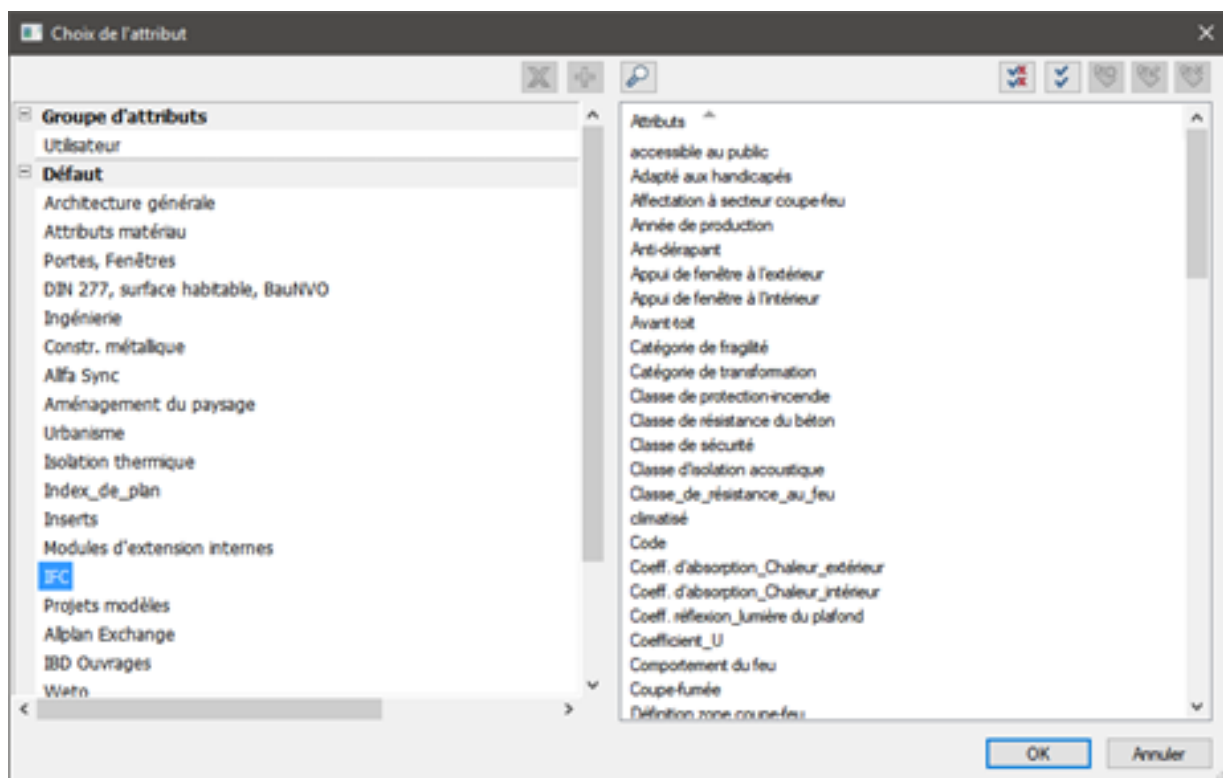 Choix de l'attribut
Groupe d'attributs
Utilisateur
Défaut
Architecture générale
Attributs matériau
Portes, Fenêtres
DIN 277, surface habitable, BauNVO
Ingénierie
Constr. métallique
Allfa Sync
Aménagement du paysage
Urbanisme
Isolation thermique
Index_de_plan
Inserts
Modules d'extension internes
IFC
Projets modèles
Allplan Exchange
IBD Ouvrages
Weto
Attributs
accessible au public
Adapté aux handicapés
Affectation à secteur coupe-feu
Année de production
Anti-dérapant
Appui de fenêtre à l'extérieur
Appui de fenêtre à l'intérieur
Avant-toit
Catégorie de fragilité
Catégorie de transformation
Classe de protection-incendie
Classe de résistance du béton
Classe de sécurité
Classe d'isolation acoustique
Classe_de_résistance_au_feu
climatisé
Code
Coeff. d'absorption_Chaleur_extérieur
Coeff. d'absorption_Chaleur_intérieur
Coeff. réflexion_lumière du plafond
Coefficient_U
Comportement du feu
Coupe-fumée
Définition zone coupe-feu
OK
Annuler